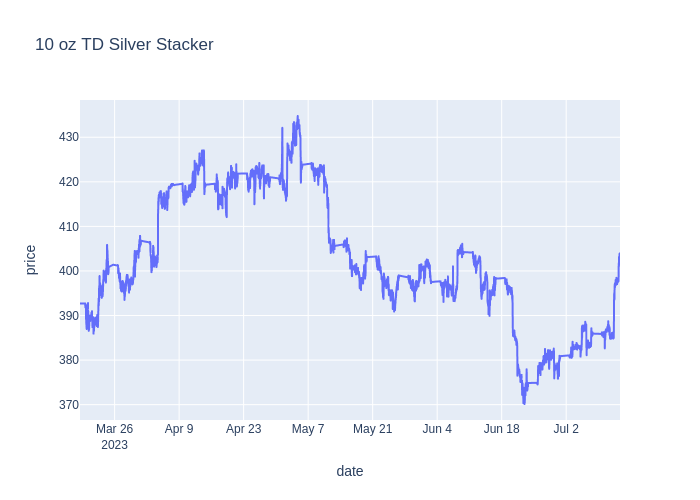 10 oz TD Silver Stacker
price
430
420
410
400
390
380
370
Mar 26
2023
Apr 9
Apr 23
May 7
May 21
Jun 4
Jun 18
Jul 2
date